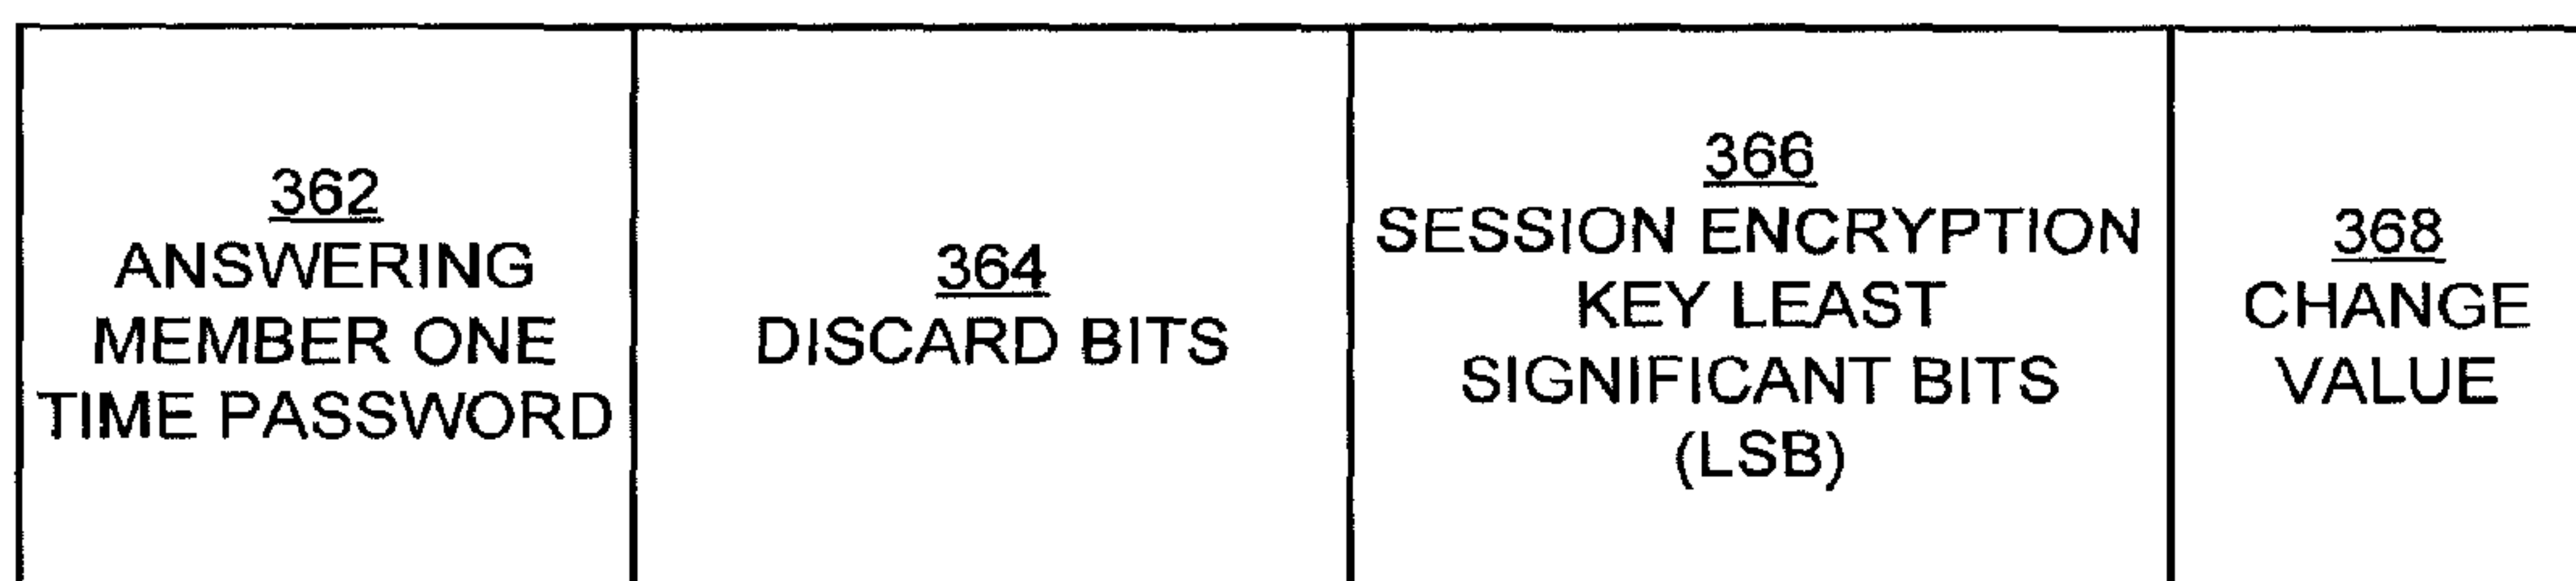 362
ANSWERING
MEMBER ONE
TIME PASSWORD
364
DISCARD BITS
366
SESSION ENCRYPTION
KEY LEAST
SIGNIFICANT BITS
(LSB)
368
CHANGE
VALUE